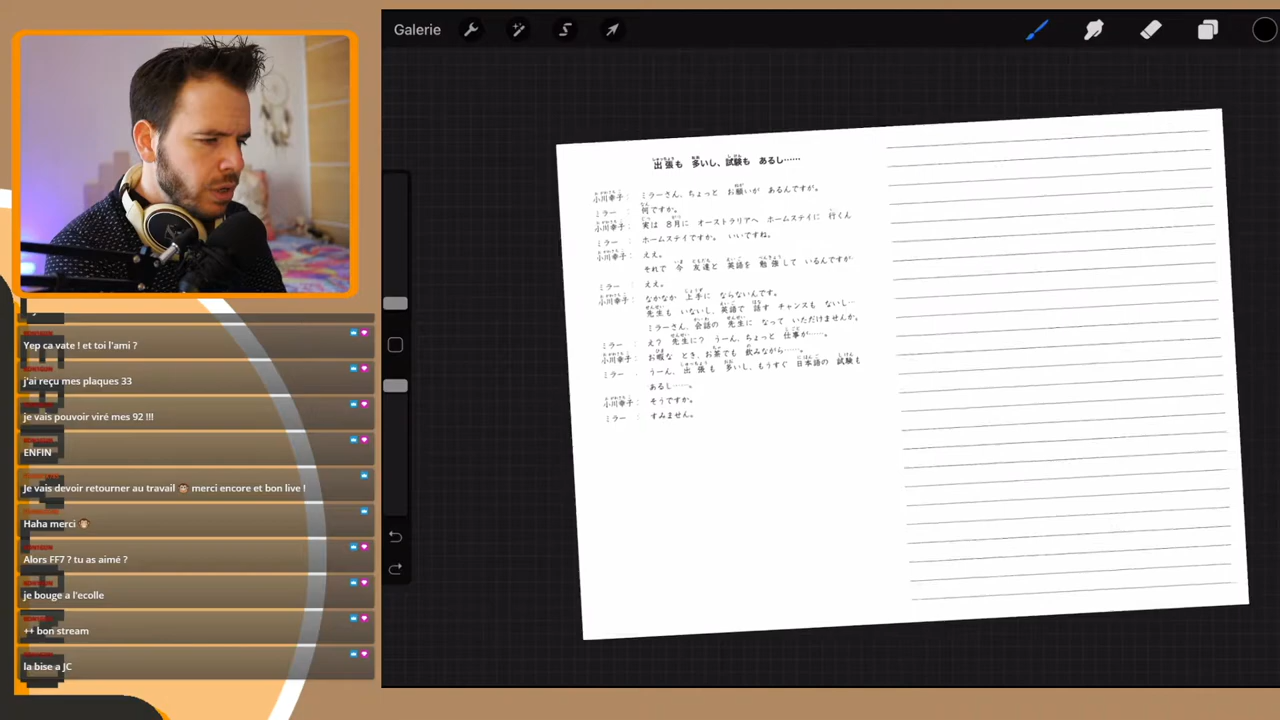 Galerie
Yep ca vate ! et toi l'ami ?
j'ai reçu mes plaques 33
je vais pouvoir viré mes 92 !!!
ENFIN
Je vais devoir retourner au travail merci encore et bon live !
Haha merci
Alors FF7 ? tu as aimé ?
je bouge a l'ecolle
++ bon stream
la bise a JC
出張も 多いし、試験も あるし……
小川幸子： ミラーさん、ちょっと お願いが あるんですが。
ミラー ： 何ですか。
小川幸子： 実は 8月に オーストラリアへ ホームステイに 行くん
ミラー ： ホームステイですか。 いいですね。
小川幸子： ええ。
それで 今 友達と 英語を 勉強して いるんですが
ミラー ： ええ。
小川幸子： なかなか 上手に ならないんです。
先生も いないし、英語で 話す チャンスも ないし…
ミラーさん、会話の 先生に なって いただけませんか。
ミラー ： え？ 先生に？ うーん、ちょっと 仕事が……。
小川幸子： お暇な とき、お茶でも 飲みながら……。
ミラー ： うーん、出張も 多いし、もうすぐ 日本語の 試験も
あるし……。
小川幸子： そうですか。
ミラー ： すみません。